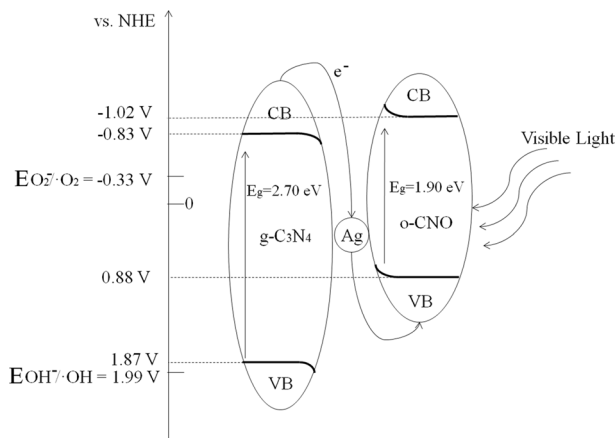 vs. NHE
e⁻
CB
CB
-1.02 V
-0.83 V
Visible Light
EO₂/·O₂⁻ = -0.33 V
Eg=2.70 eV
Eg=1.90 eV
0
g-C₃N₄
Ag
o-CNO
0.88 V
VB
1.87 V
EOH⁻/·OH = 1.99 V
VB